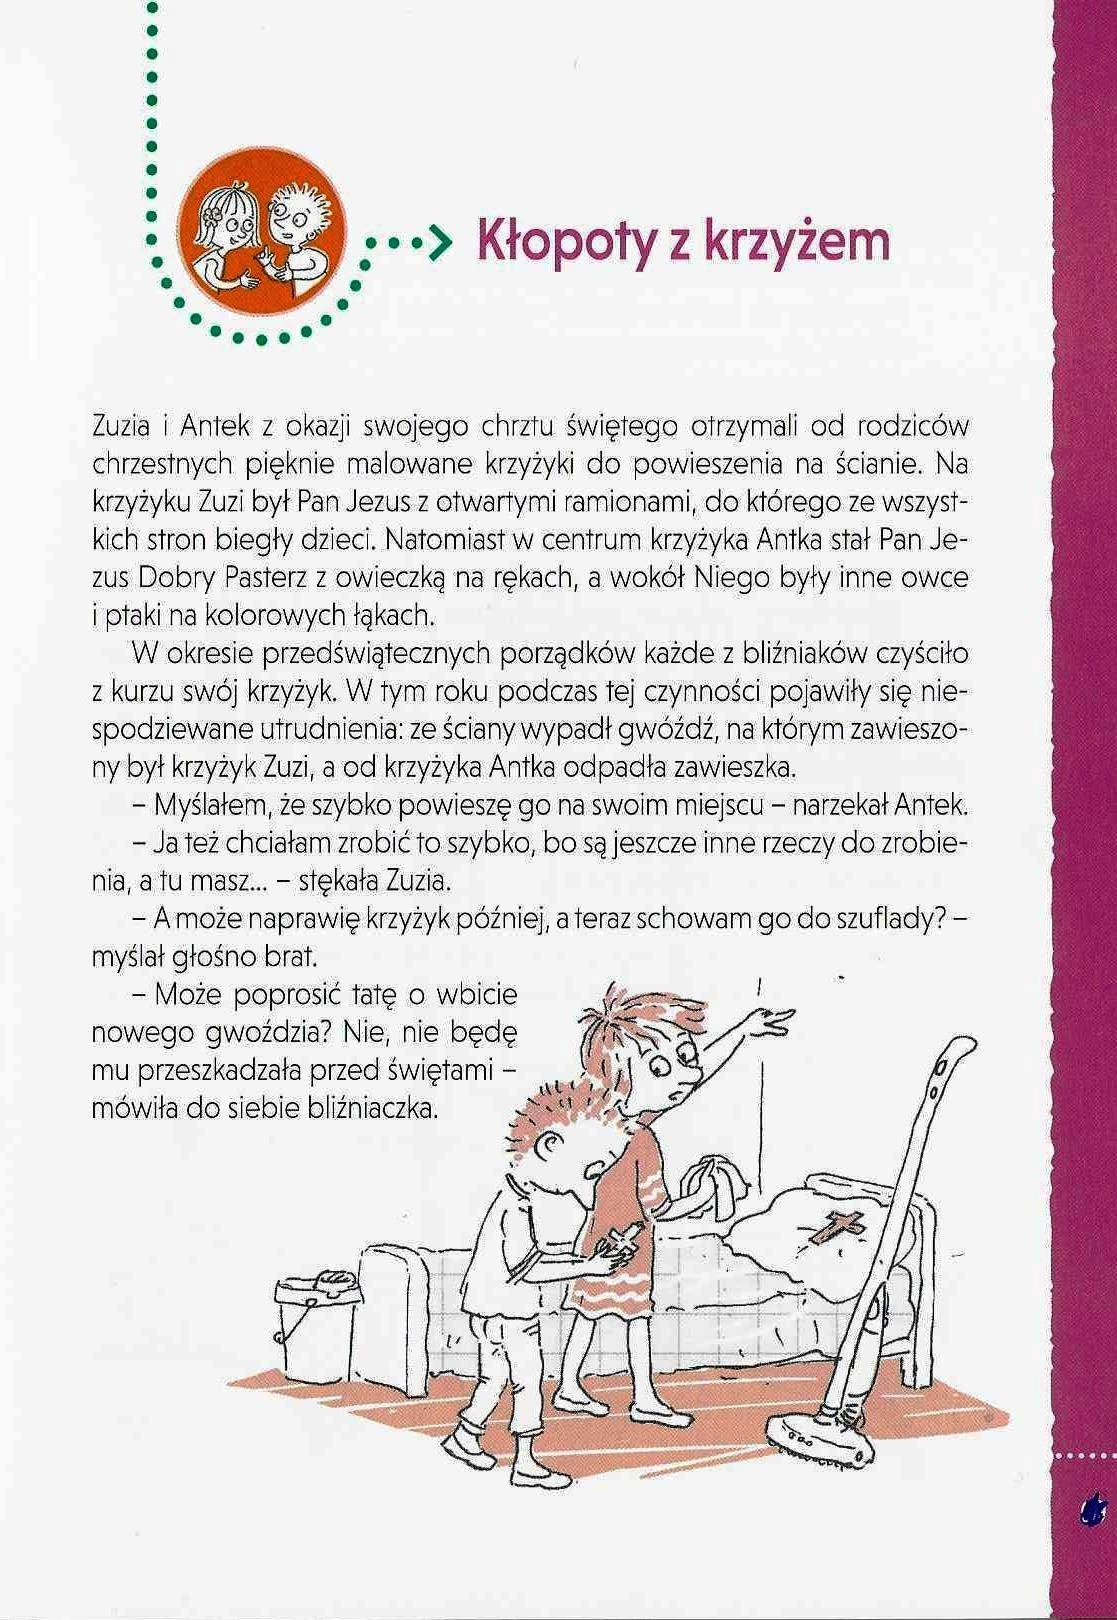 Kłopoty z krzyżem
Zuzia i Antek z okazji swojego chrztu świętego otrzymali od rodziców
chrzestnych pięknie malowane krzyżyki do powieszenia na ścianie. Na
krzyżyku Zuzi był Pan Jezus z otwartymi ramionami, do którego ze wszyst-
kich stron biegły dzieci. Natomiast w centrum krzyżyka Antka stał Pan Je-
zus Dobry Pasterz z owieczką na rękach, a wokół Niego były inne owce
i ptaki na kolorowych łąkach.
W okresie przedświątecznych porządków każde z bliźniaków czyściło
z kurzu swój krzyżyk. W tym roku podczas tej czynności pojawiły się nie-
spodziewane utrudnienia: ze ściany wypadł gwóźdź, na którym zawieszo-
ny był krzyżyk Zuzi, a od krzyżyka Antka odpadła zawieszka.
– Myślałem, że szybko powieszę go na swoim miejscu – narzekał Antek.
– Ja też chciałam zrobić to szybko, bo są jeszcze inne rzeczy do zrobie-
nia, a tu masz... – stękała Zuzia.
– A może naprawię krzyżyk później, a teraz schowam go do szuflady? –
myślał głośno brat.
– Może poprosić tatę o wbicie
nowego gwoździa? Nie, nie będę
mu przeszkadzała przed świętami –
mówiła do siebie bliźniaczka.